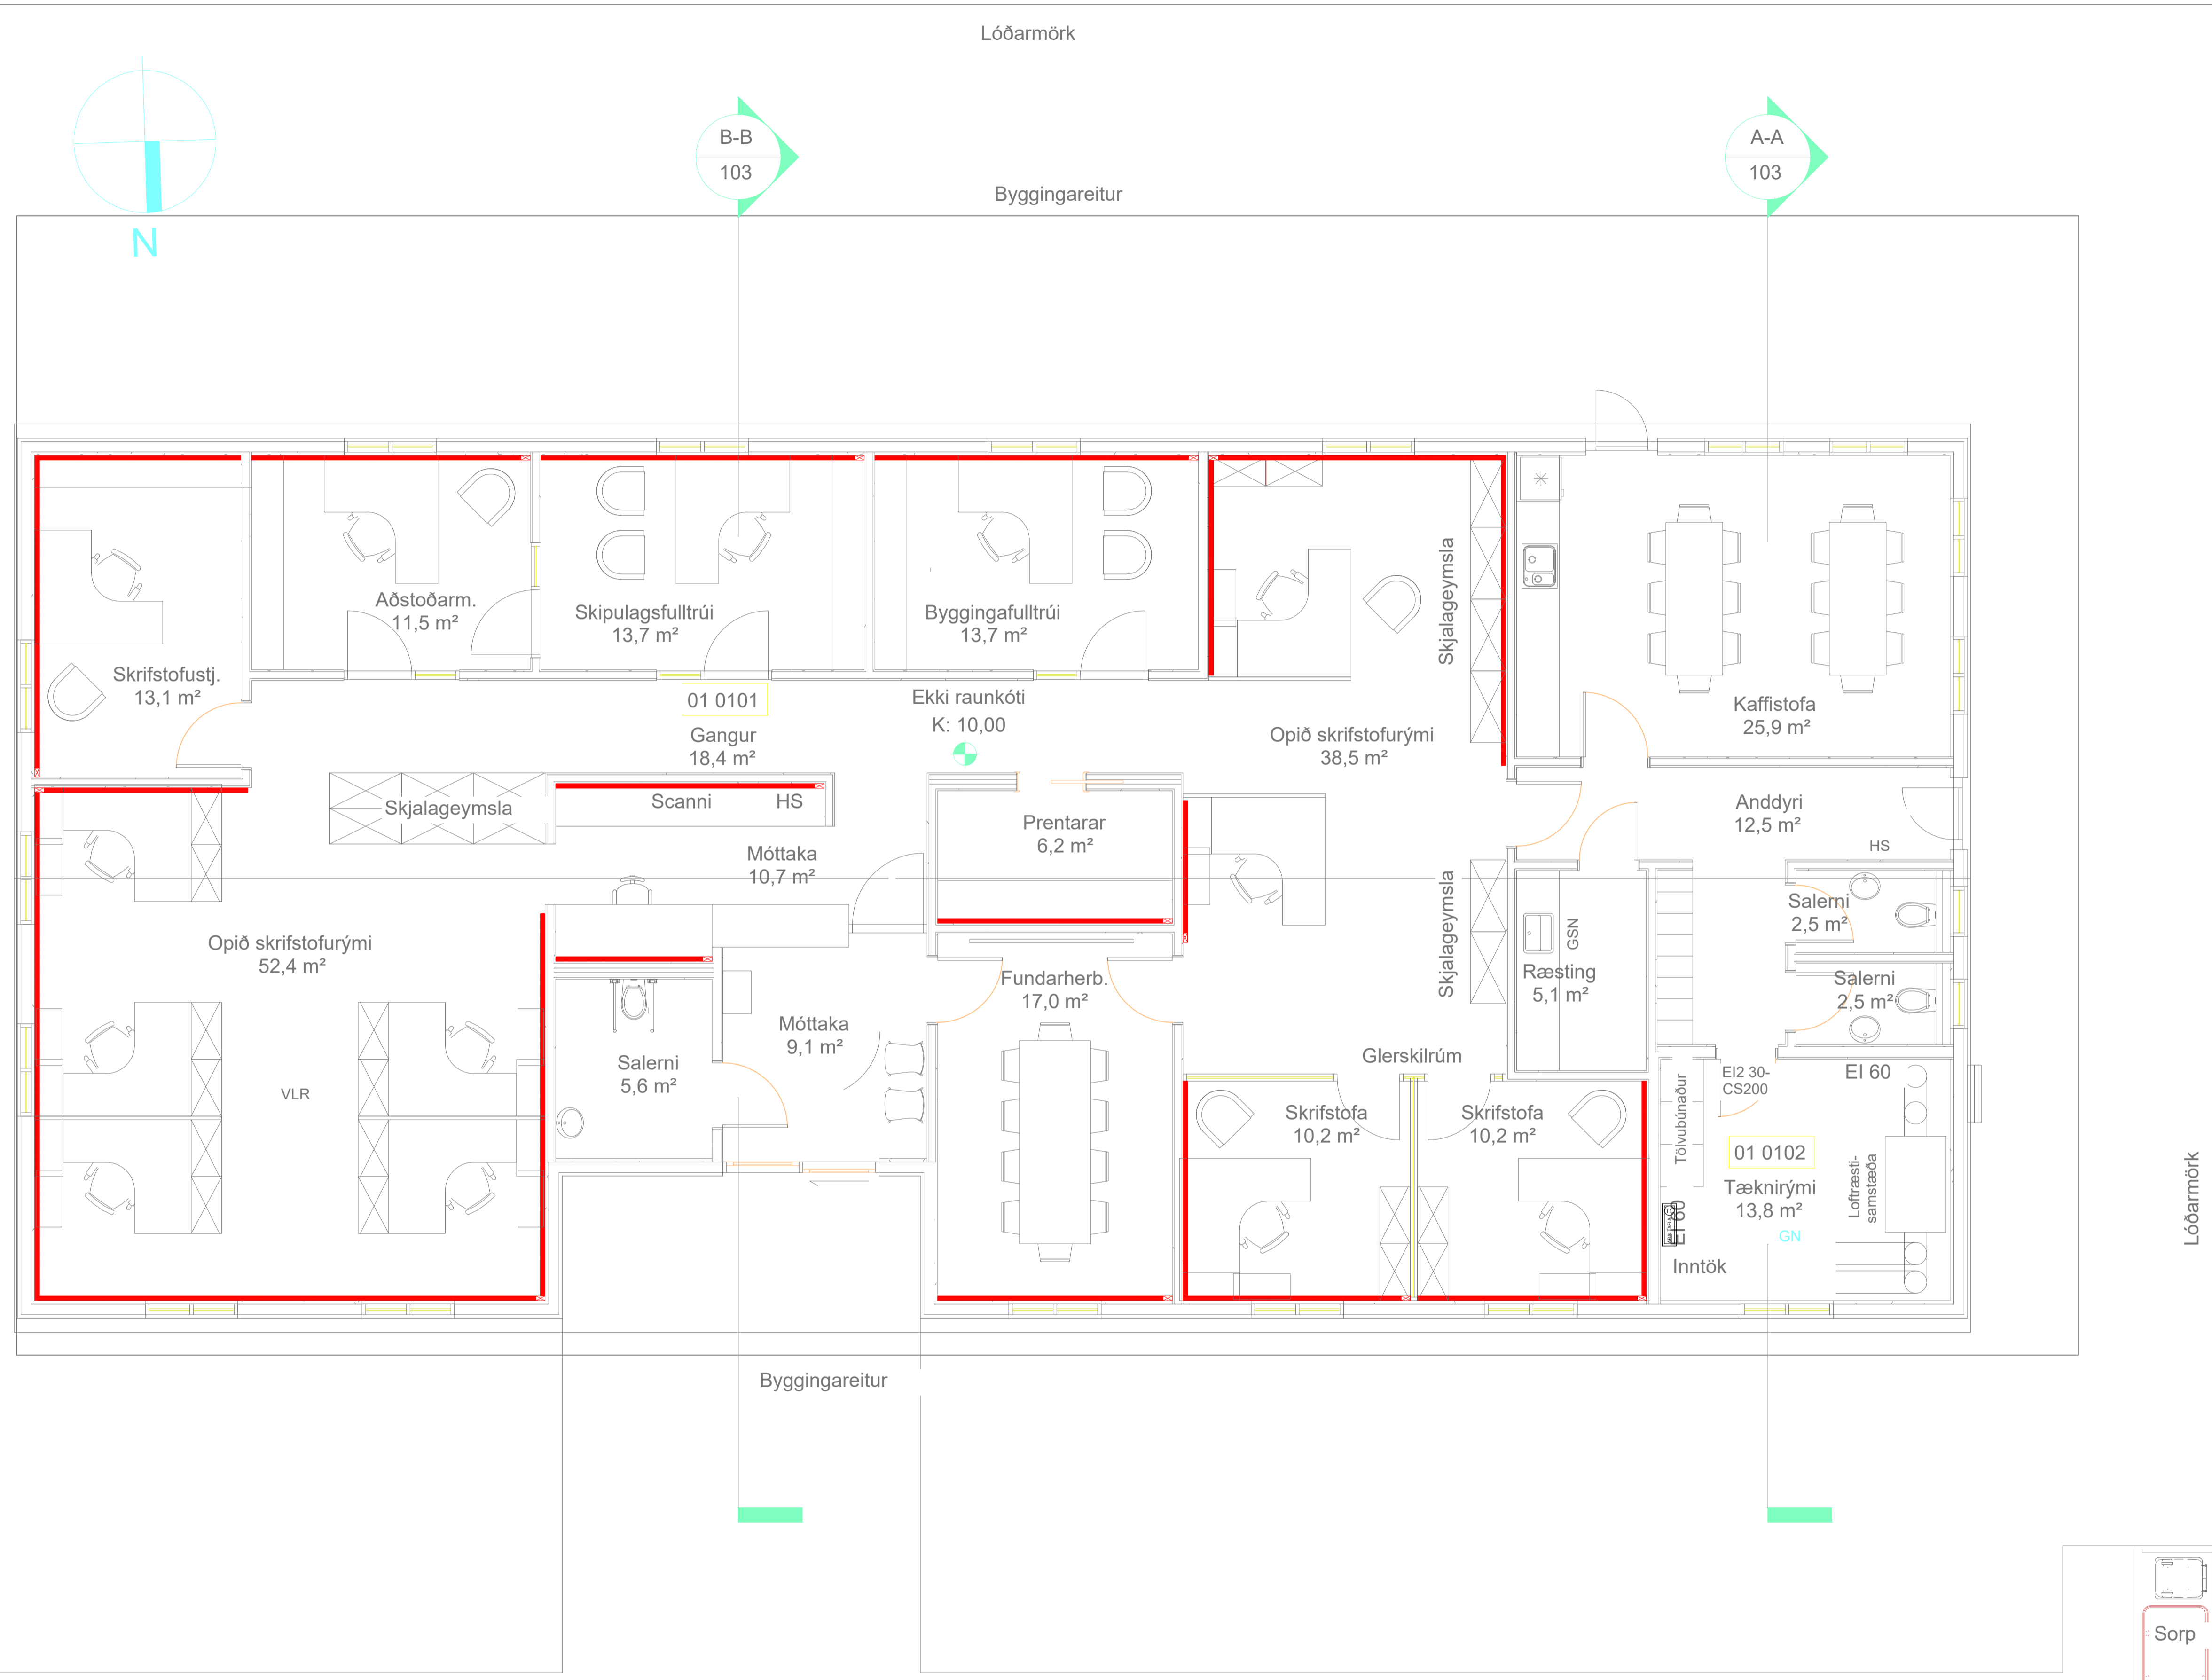 Lóðarmörk
B-B
103
A-A
103
Byggingareitur
N
Aðstoðarm.
11,5 m²
Skipulagsfulltrúi
13,7 m²
Byggingafulltrúi
13,7 m²
Skjalageymsla
Skrifstofustj.
13,1 m²
01 0101
Gangur
18,4 m²
Ekki raunkóti
K: 10,00
Opið skrifstofurými
38,5 m²
Kaffistofa
25,9 m²
Skjalageymsla
Scanni
HS
Móttaka
10,7 m²
Prentarar
6,2 m²
Anddyri
12,5 m²
HS
Opið skrifstofurými
52,4 m²
Skjalageymsla
GSN
Ræsting
5,1 m²
Salerni
2,5 m²
Salerni
2,5 m²
Fundarherb.
17,0 m²
Móttaka
9,1 m²
Salerni
5,6 m²
VLR
Glerskilrúm
Skrifstofa
10,2 m²
Skrifstofa
10,2 m²
Tölvubúnaður
EI2 30-
CS200
EI 60
01 0102
Tæknirými
13,8 m²
GN
Loftræsti-
samstæða
EI 60
Inntök
Lóðarmörk
Byggingareitur
Sorp